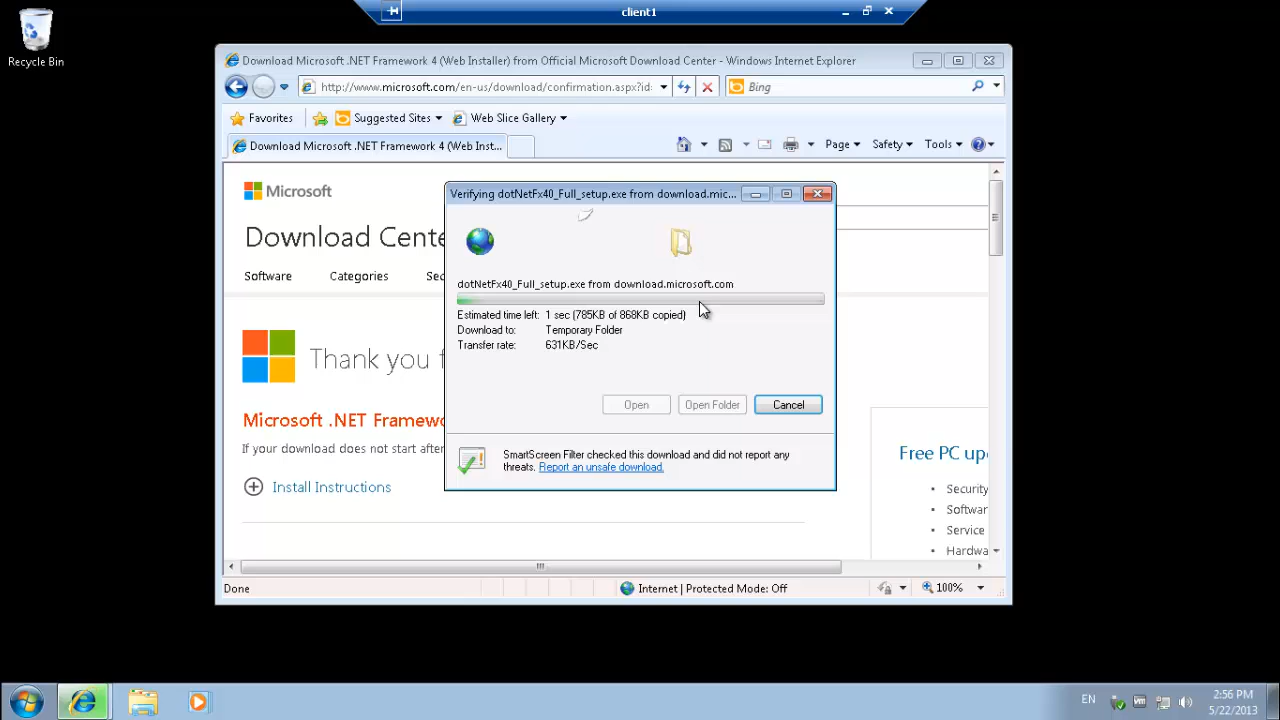 client1
Recycle Bin
Download Microsoft .NET Framework 4 (Web Installer) from Official Microsoft Download Center - Windows Internet Explorer
http://www.microsoft.com/en-us/download/confirmation.aspx?id:
Bing
Favorites
Suggested Sites
Web Slice Gallery
Download Microsoft .NET Framework 4 (Web Inst...
Page
Safety
Tools
Microsoft
Download Cente
Software
Categories
Sec
Verifying dotNetFx40_Full_setup.exe from download.mic...
dotNetFx40_Full_setup.exe from download.microsoft.com
Estimated time left: 1 sec (785KB of 868KB copied)
Download to: Temporary Folder
Transfer rate: 631KB/Sec
Open
Open Folder
Cancel
SmartScreen Filter checked this download and did not report any
threats. Report an unsafe download.
Thank you f
Microsoft .NET Framewo
If your download does not start after
Install Instructions
Free PC up
Security
Softwar
Service
Hardwa
Done
Internet | Protected Mode: Off
100%
EN
2:56 PM
5/22/2013